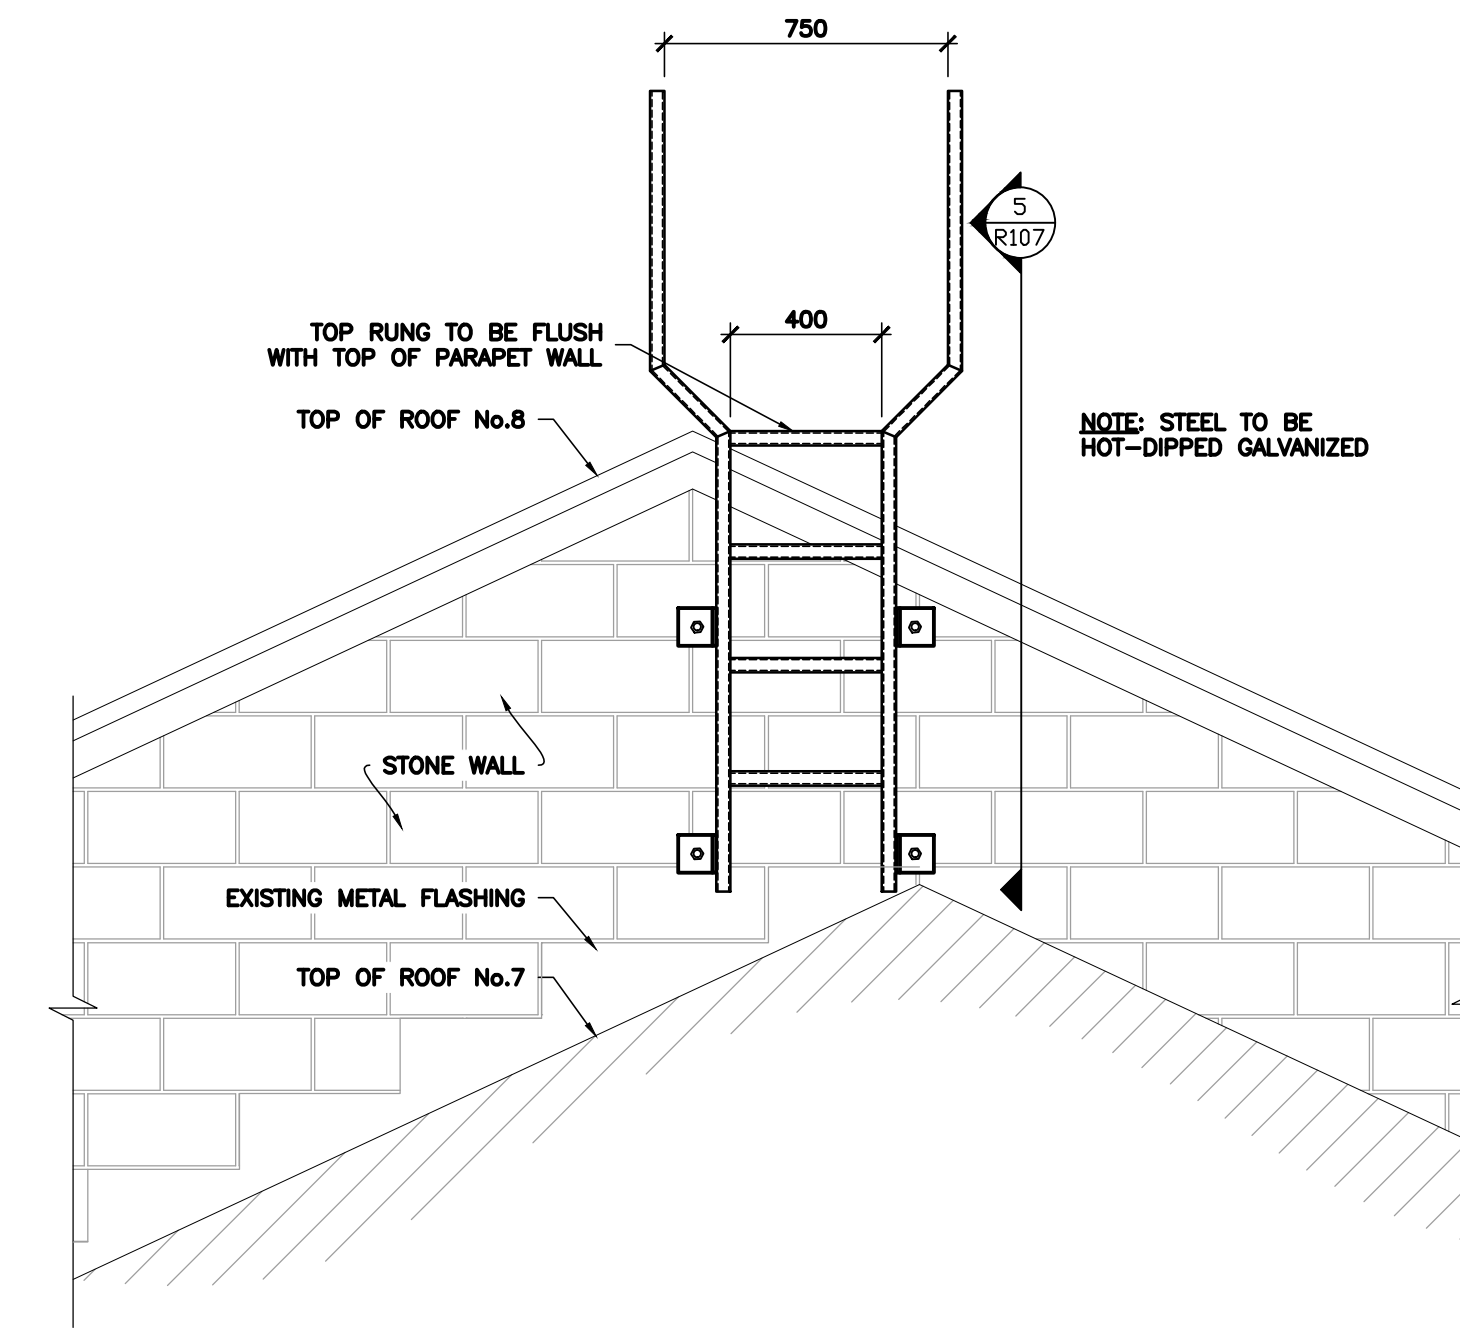 750
5
R107
400
TOP RUNG TO BE FLUSH
WITH TOP OF PARAPET WALL
TOP OF ROOF No.8
NOTE: STEEL TO BE
HOT-DIPPED GALVANIZED
STONE WALL
EXISTING METAL FLASHING
TOP OF ROOF No.7